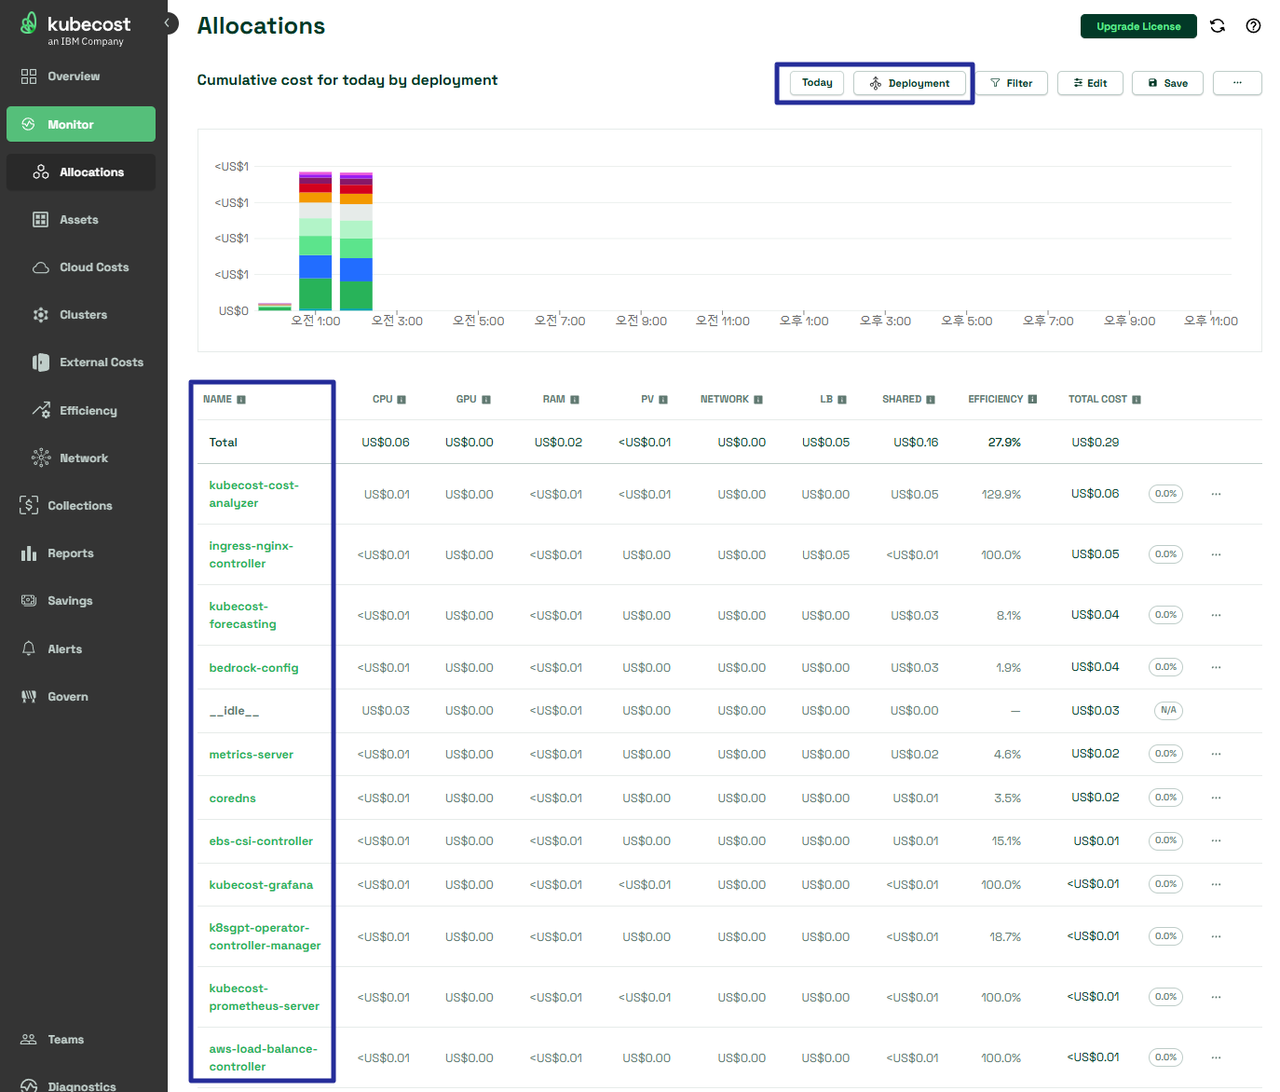 kubecost
an IBM Company
Overview
Monitor
Allocations
Assets
Cloud Costs
Clusters
External Costs
Efficiency
Network
Collections
Reports
Savings
Alerts
Govern
Teams
Diagnostics
Allocations
Upgrade License
Cumulative cost for today by deployment
Today Deployment Filter Edit Save ...
<US$1
<US$1
<US$1
<US$1
US$0
오전 1:00 오전 3:00 오전 5:00 오전 7:00 오전 9:00 오전 11:00 오후 1:00 오후 3:00 오후 5:00 오후 7:00 오후 9:00 오후 11:00
NAME CPU GPU RAM PV NETWORK LB SHARED EFFICIENCY TOTAL COST
Total US$0.06 US$0.00 US$0.02 <US$0.01 US$0.00 US$0.05 US$0.16 27.9% US$0.29
kubecost-cost-
analyzer US$0.01 US$0.00 <US$0.01 <US$0.01 US$0.00 US$0.00 US$0.05 129.9% US$0.06 0.0% ...
ingress-nginx-
controller <US$0.01 US$0.00 <US$0.01 US$0.00 US$0.00 US$0.05 <US$0.01 100.0% US$0.05 0.0% ...
kubecost-
forecasting <US$0.01 US$0.00 <US$0.01 US$0.00 US$0.00 US$0.00 US$0.03 8.1% US$0.04 0.0% ...
bedrock-config <US$0.01 US$0.00 <US$0.01 US$0.00 US$0.00 US$0.00 US$0.03 1.9% US$0.04 0.0% ...
__idle__ US$0.03 US$0.00 <US$0.01 US$0.00 US$0.00 US$0.00 US$0.00 — US$0.03 N/A
metrics-server <US$0.01 US$0.00 <US$0.01 US$0.00 US$0.00 US$0.00 US$0.02 4.6% US$0.02 0.0% ...
coredns <US$0.01 US$0.00 <US$0.01 US$0.00 US$0.00 US$0.00 US$0.01 3.5% US$0.02 0.0% ...
ebs-csi-controller <US$0.01 US$0.00 <US$0.01 US$0.00 US$0.00 US$0.00 US$0.01 15.1% US$0.01 0.0% ...
kubecost-grafana <US$0.01 US$0.00 <US$0.01 <US$0.01 US$0.00 US$0.00 <US$0.01 100.0% <US$0.01 0.0% ...
k8sgpt-operator-
controller-manager <US$0.01 US$0.00 <US$0.01 US$0.00 US$0.00 US$0.00 <US$0.01 18.7% <US$0.01 0.0% ...
kubecost-
prometheus-server <US$0.01 US$0.00 <US$0.01 <US$0.01 US$0.00 US$0.00 <US$0.01 100.0% <US$0.01 0.0% ...
aws-load-balance-
controller <US$0.01 US$0.00 <US$0.01 US$0.00 US$0.00 US$0.00 <US$0.01 100.0% <US$0.01 0.0% ...